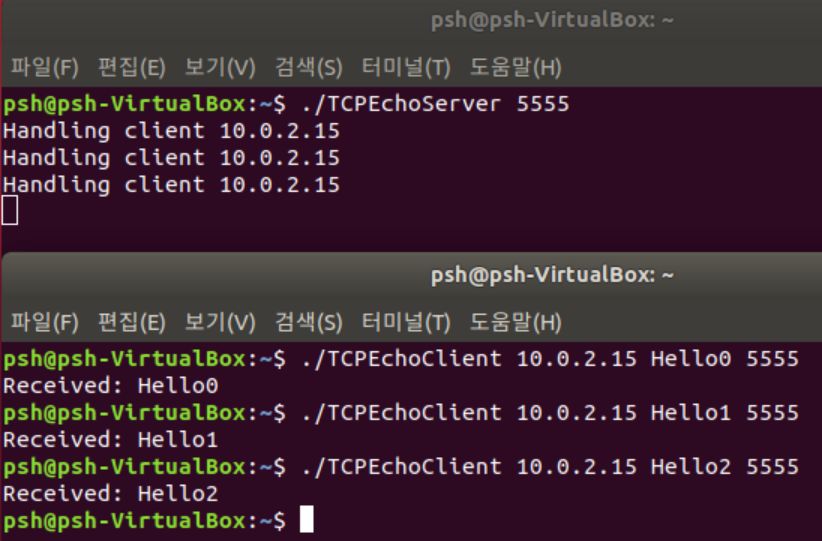 psh@psh-VirtualBox: ~
파일(F) 편집(E) 보기(V) 검색(S) 터미널(T) 도움말(H)
psh@psh-VirtualBox:~$ ./TCPEchoServer 5555
Handling client 10.0.2.15
Handling client 10.0.2.15
Handling client 10.0.2.15
psh@psh-VirtualBox: ~
파일(F) 편집(E) 보기(V) 검색(S) 터미널(T) 도움말(H)
psh@psh-VirtualBox:~$ ./TCPEchoClient 10.0.2.15 Hello0 5555
Received: Hello0
psh@psh-VirtualBox:~$ ./TCPEchoClient 10.0.2.15 Hello1 5555
Received: Hello1
psh@psh-VirtualBox:~$ ./TCPEchoClient 10.0.2.15 Hello2 5555
Received: Hello2
psh@psh-VirtualBox:~$